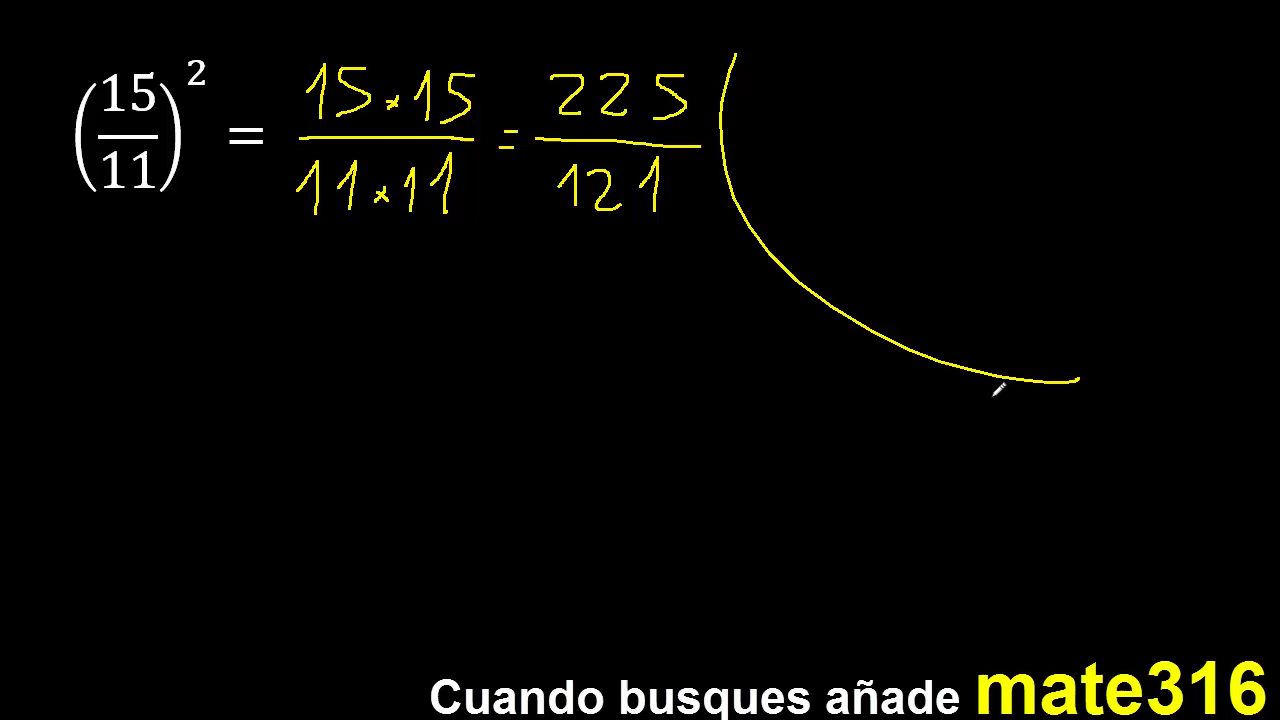 (15/11)² = 15×15/11×11 = 225/121 (
Cuando busques añade mate316